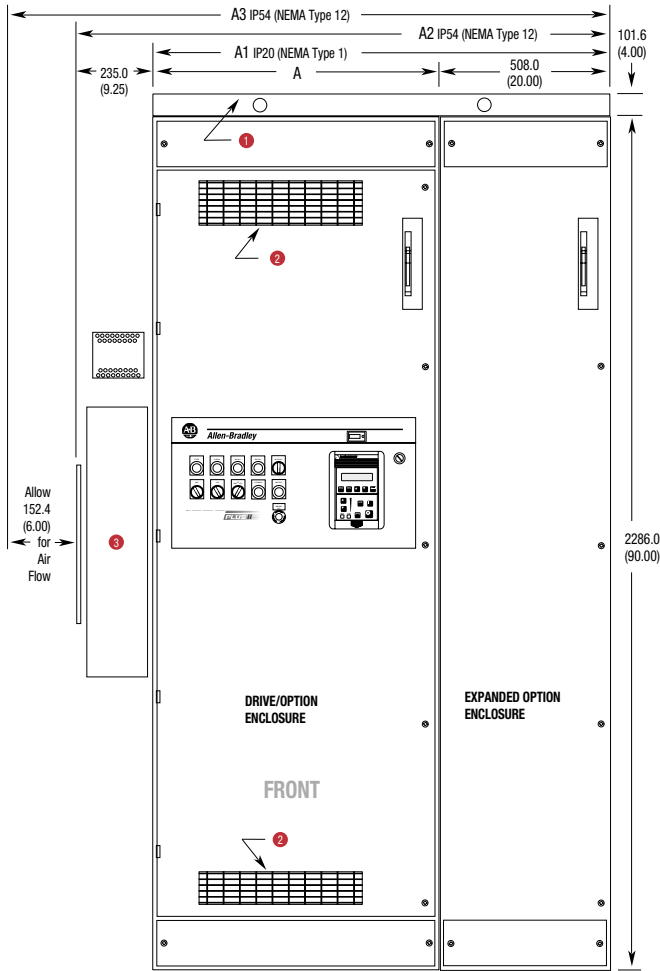 A3 IP54 (NEMA Type 12)
A2 IP54 (NEMA Type 12)
101.6
(4.00)
A1 IP20 (NEMA Type 1)
235.0
(9.25)
A
508.0
(20.00)
1
2
A-B
Allen-Bradley
PLUS II
Allow
152.4
(6.00)
for
Air
Flow
3
2286.0
(90.00)
DRIVE/OPTION
ENCLOSURE
EXPANDED OPTION
ENCLOSURE
FRONT
2